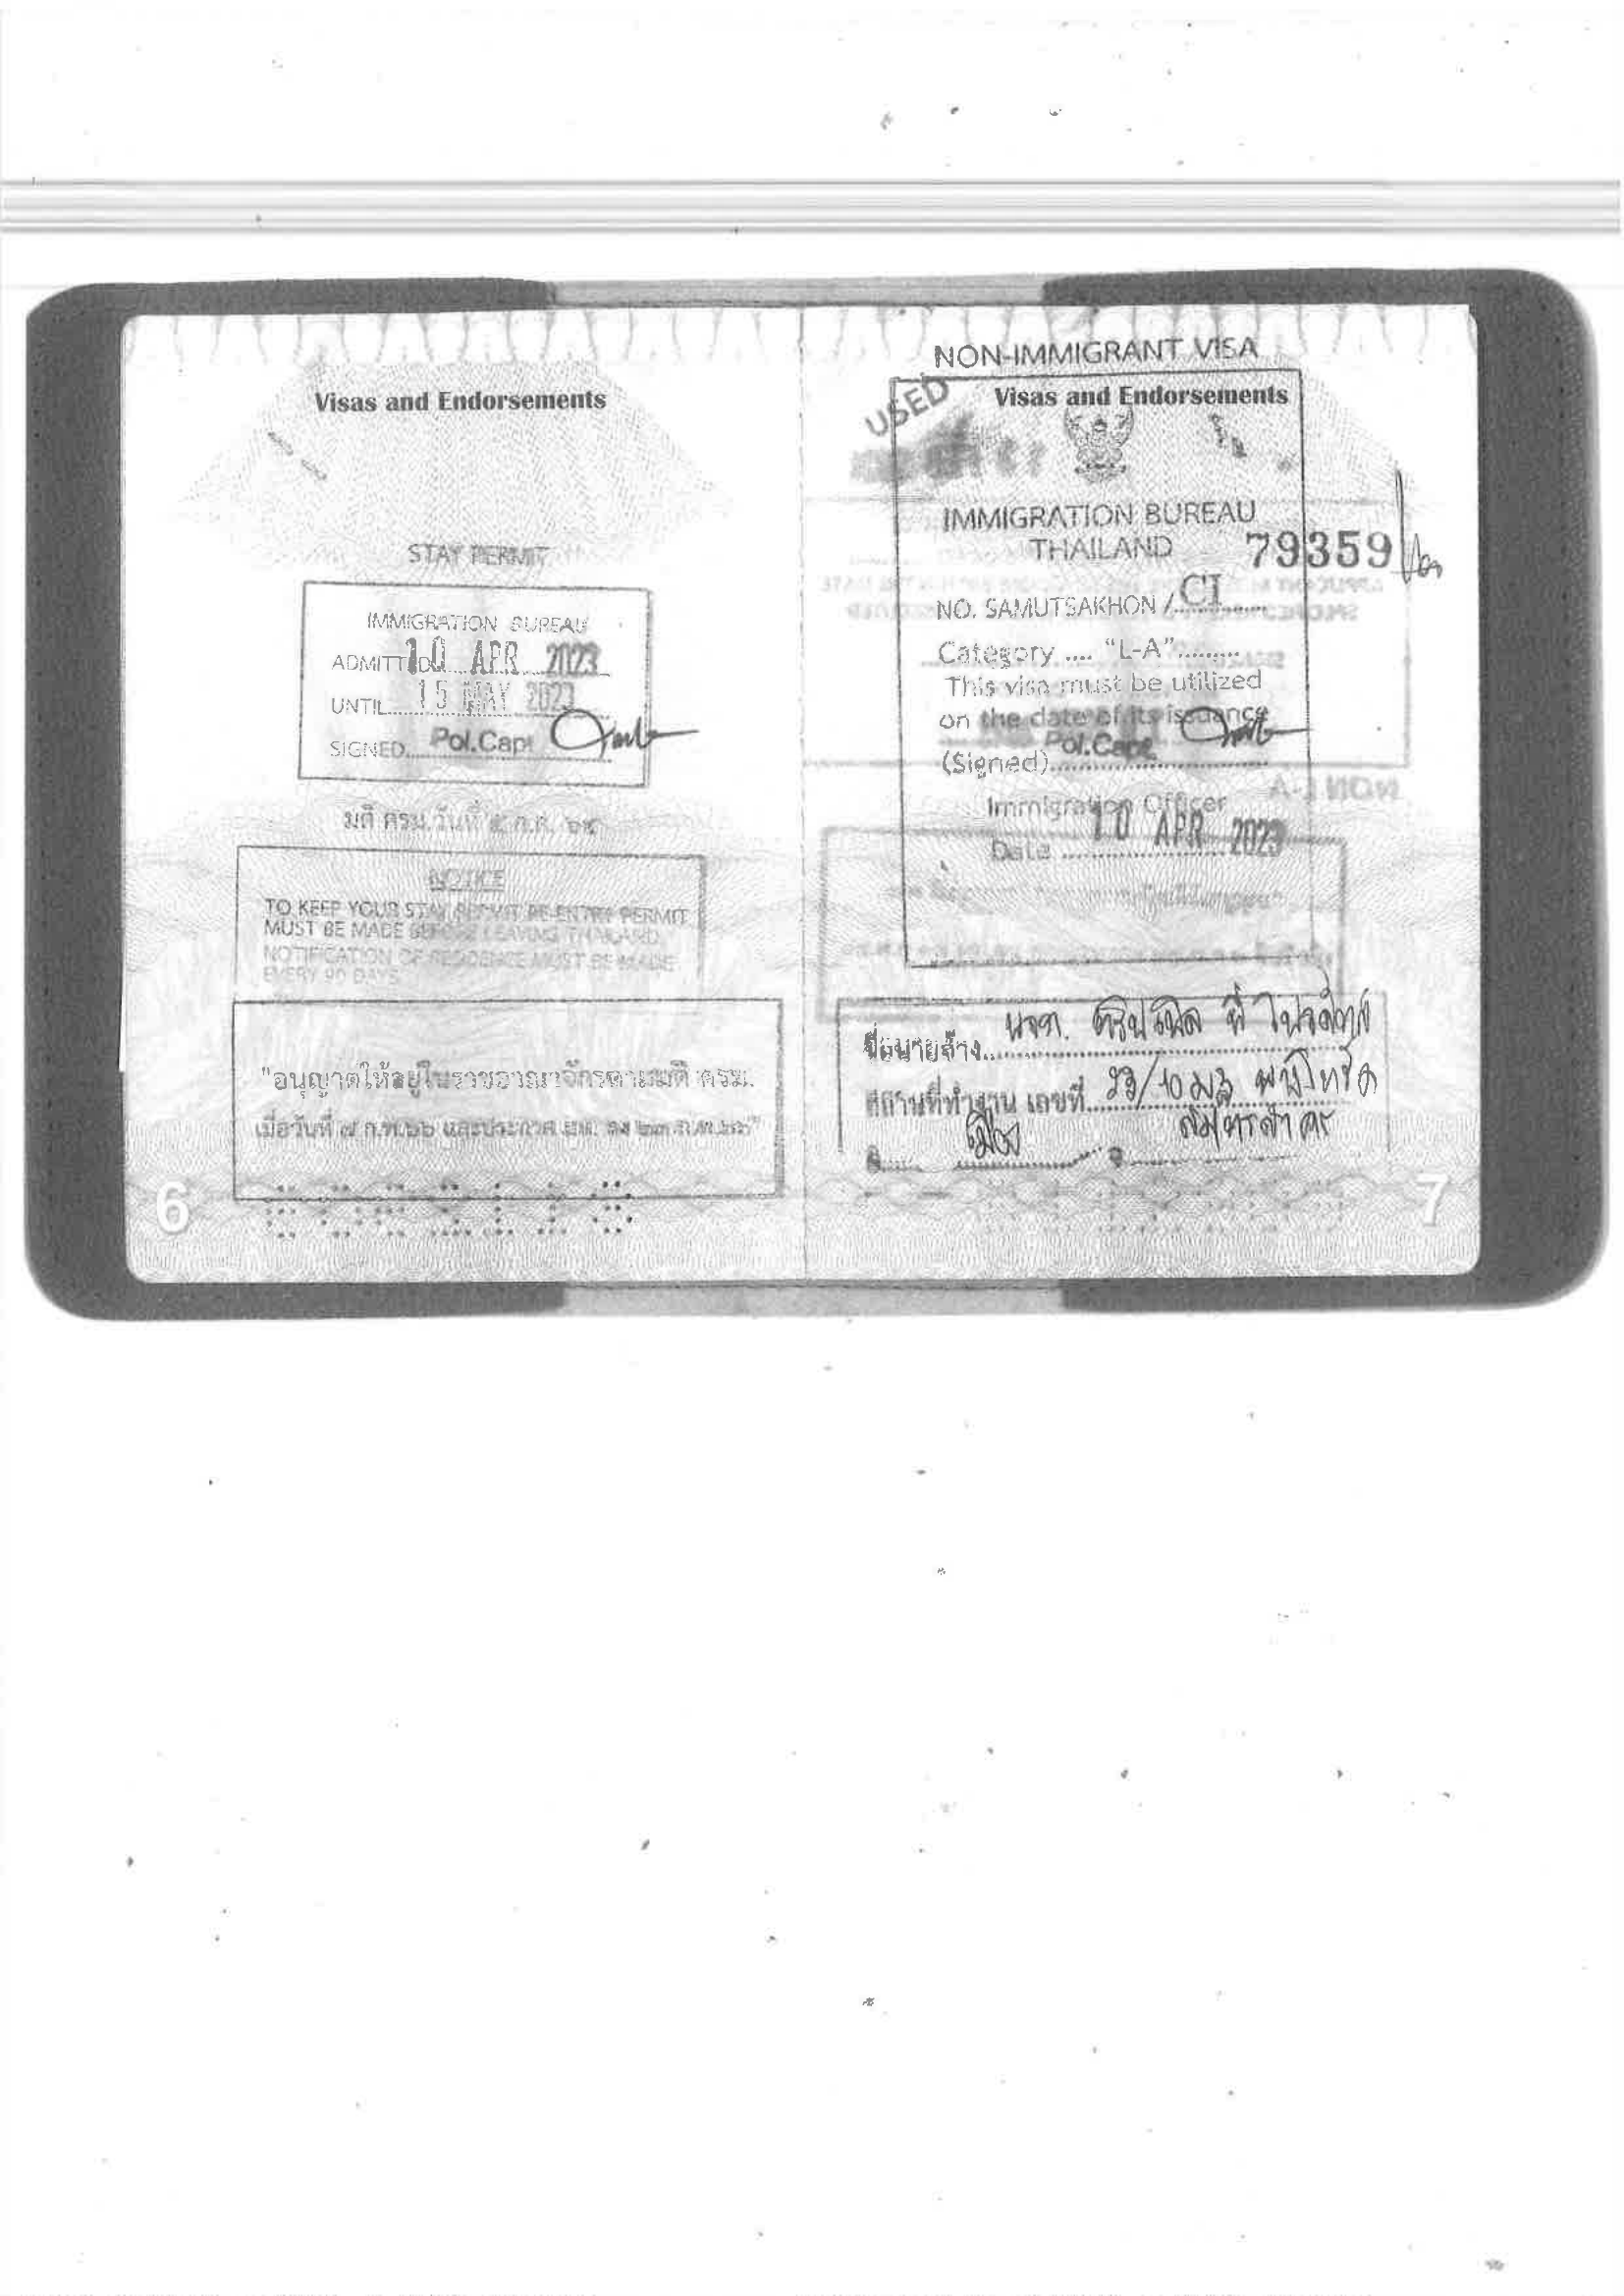 Visas and Endorsements
STAY PERMIT
IMMIGRATION BUREAU
ADMITTED 10 APR 2023
UNTIL 15 MAY 2023
SIGNED Pol.Capt
มติ ครม. วันที่ ๕ ก.ค. ๖๕
NOTICE
TO KEEP YOUR STAY PERMIT RE-ENTRY PERMIT
MUST BE MADE BEFORE LEAVING THAILAND
NOTIFICATION OF RESIDENCE MUST BE MADE
EVERY 90 DAYS
"อนุญาตให้อยู่ในราชอาณาจักรตามมติ ครม.
เมื่อวันที่ ๗ ก.พ.๖๖ และประกาศ มท. ลง ๒๓ ก.พ.๖๖"
6
NON-IMMIGRANT VISA
USED
Visas and Endorsements
IMMIGRATION BUREAU
THAILAND
79359
NO. SAMUTSAKHON / CI
Category .... "L-A"
This visa must be utilized
on the date of its issuance
(Signed) Pol.Capt
Immigration Officer
Date 10 APR 2023
ชื่อนายจ้าง
สถานที่ทำงาน เลขที่ 23/10 ม.3
เมือง สมุทรสาคร
7